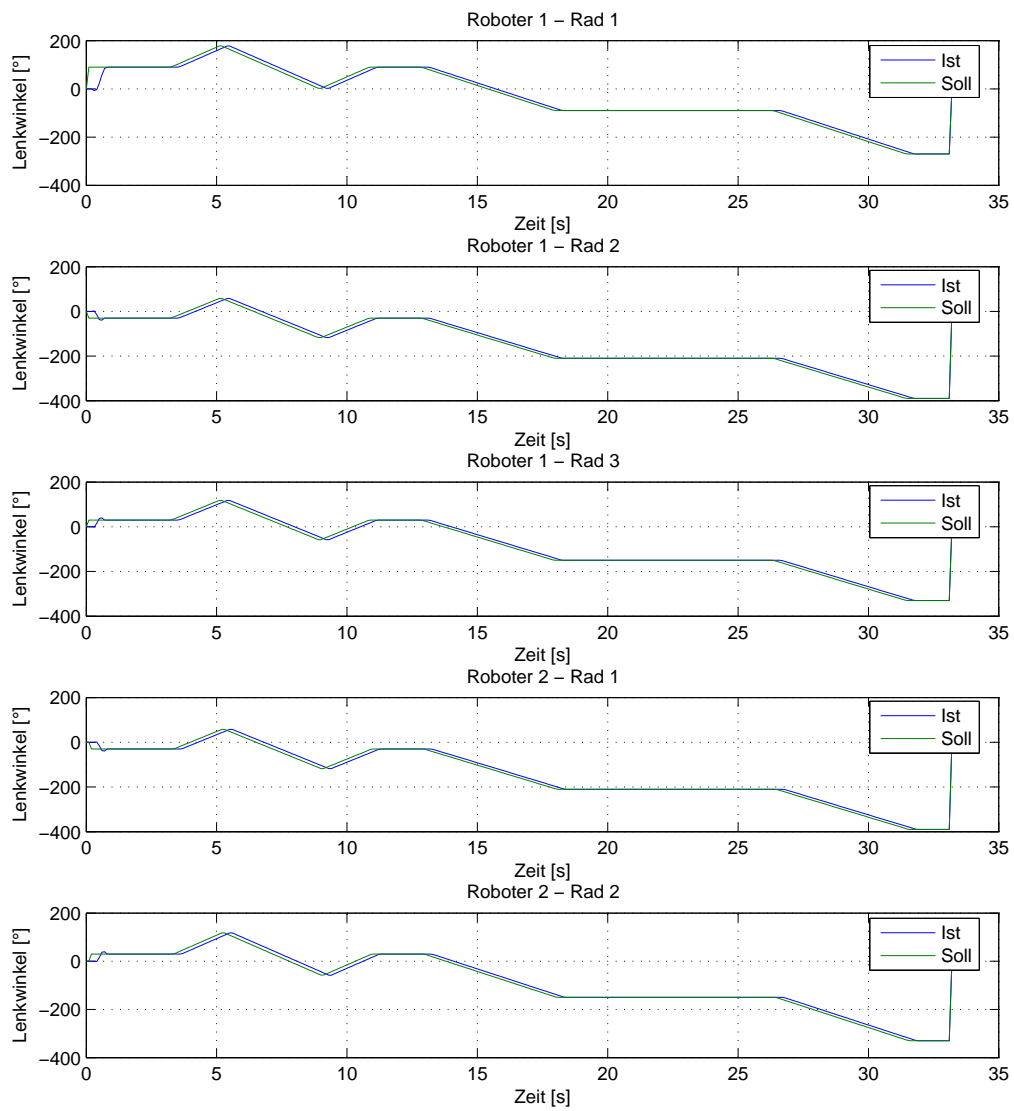 Roboter 1 − Rad 1
200
0
−200
−400
Lenkwinkel [°]
Ist
Soll
0 5 10 15 20 25 30 35
Zeit [s]
Roboter 1 − Rad 2
200
0
−200
−400
Lenkwinkel [°]
Ist
Soll
0 5 10 15 20 25 30 35
Zeit [s]
Roboter 1 − Rad 3
200
0
−200
−400
Lenkwinkel [°]
Ist
Soll
0 5 10 15 20 25 30 35
Zeit [s]
Roboter 2 − Rad 1
200
0
−200
−400
Lenkwinkel [°]
Ist
Soll
0 5 10 15 20 25 30 35
Zeit [s]
Roboter 2 − Rad 2
200
0
−200
−400
Lenkwinkel [°]
Ist
Soll
0 5 10 15 20 25 30 35
Zeit [s]